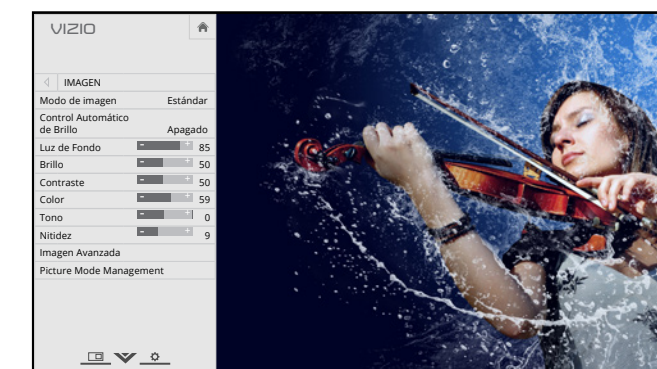 VIZIO
IMAGEN
Modo de imagen Estándar
Control Automático
de Brillo Apagado
Luz de Fondo - + 85
Brillo - + 50
Contraste - + 50
Color - + 59
Tono - + 0
Nitidez - + 9
Imagen Avanzada
Picture Mode Management